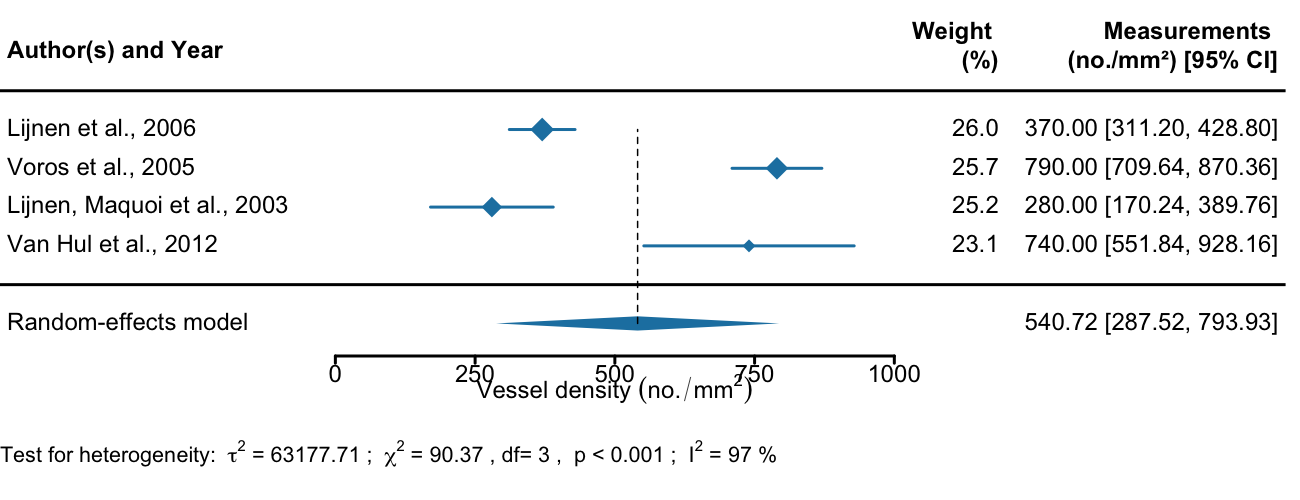 Author(s) and Year Weight (%) Measurements (no./mm²) [95% CI]
Lijnen et al., 2006 26.0 370.00 [311.20, 428.80]
Voros et al., 2005 25.7 790.00 [709.64, 870.36]
Lijnen, Maquoi et al., 2003 25.2 280.00 [170.24, 389.76]
Van Hul et al., 2012 23.1 740.00 [551.84, 928.16]
Random-effects model 540.72 [287.52, 793.93]
0 250 500 750 1000
Vessel density (no./mm²)
Test for heterogeneity: τ² = 63177.71 ; χ² = 90.37 , df= 3 , p < 0.001 ; I² = 97 %